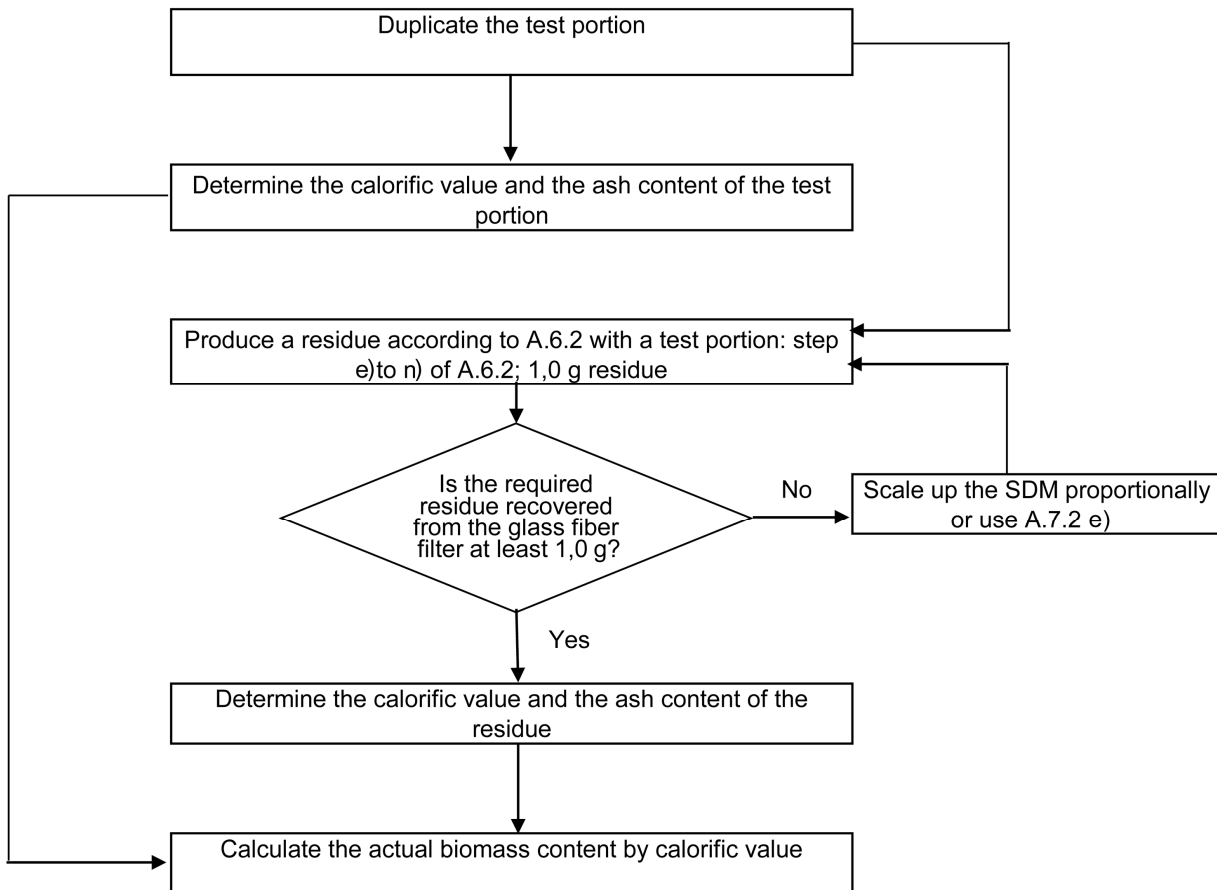 Duplicate the test portion
Determine the calorific value and the ash content of the test
portion
Produce a residue according to A.6.2 with a test portion: step
e)to n) of A.6.2; 1,0 g residue
Is the required
residue recovered
from the glass fiber
filter at least 1,0 g?
No
Scale up the SDM proportionally
or use A.7.2 e)
Yes
Determine the calorific value and the ash content of the
residue
Calculate the actual biomass content by calorific value